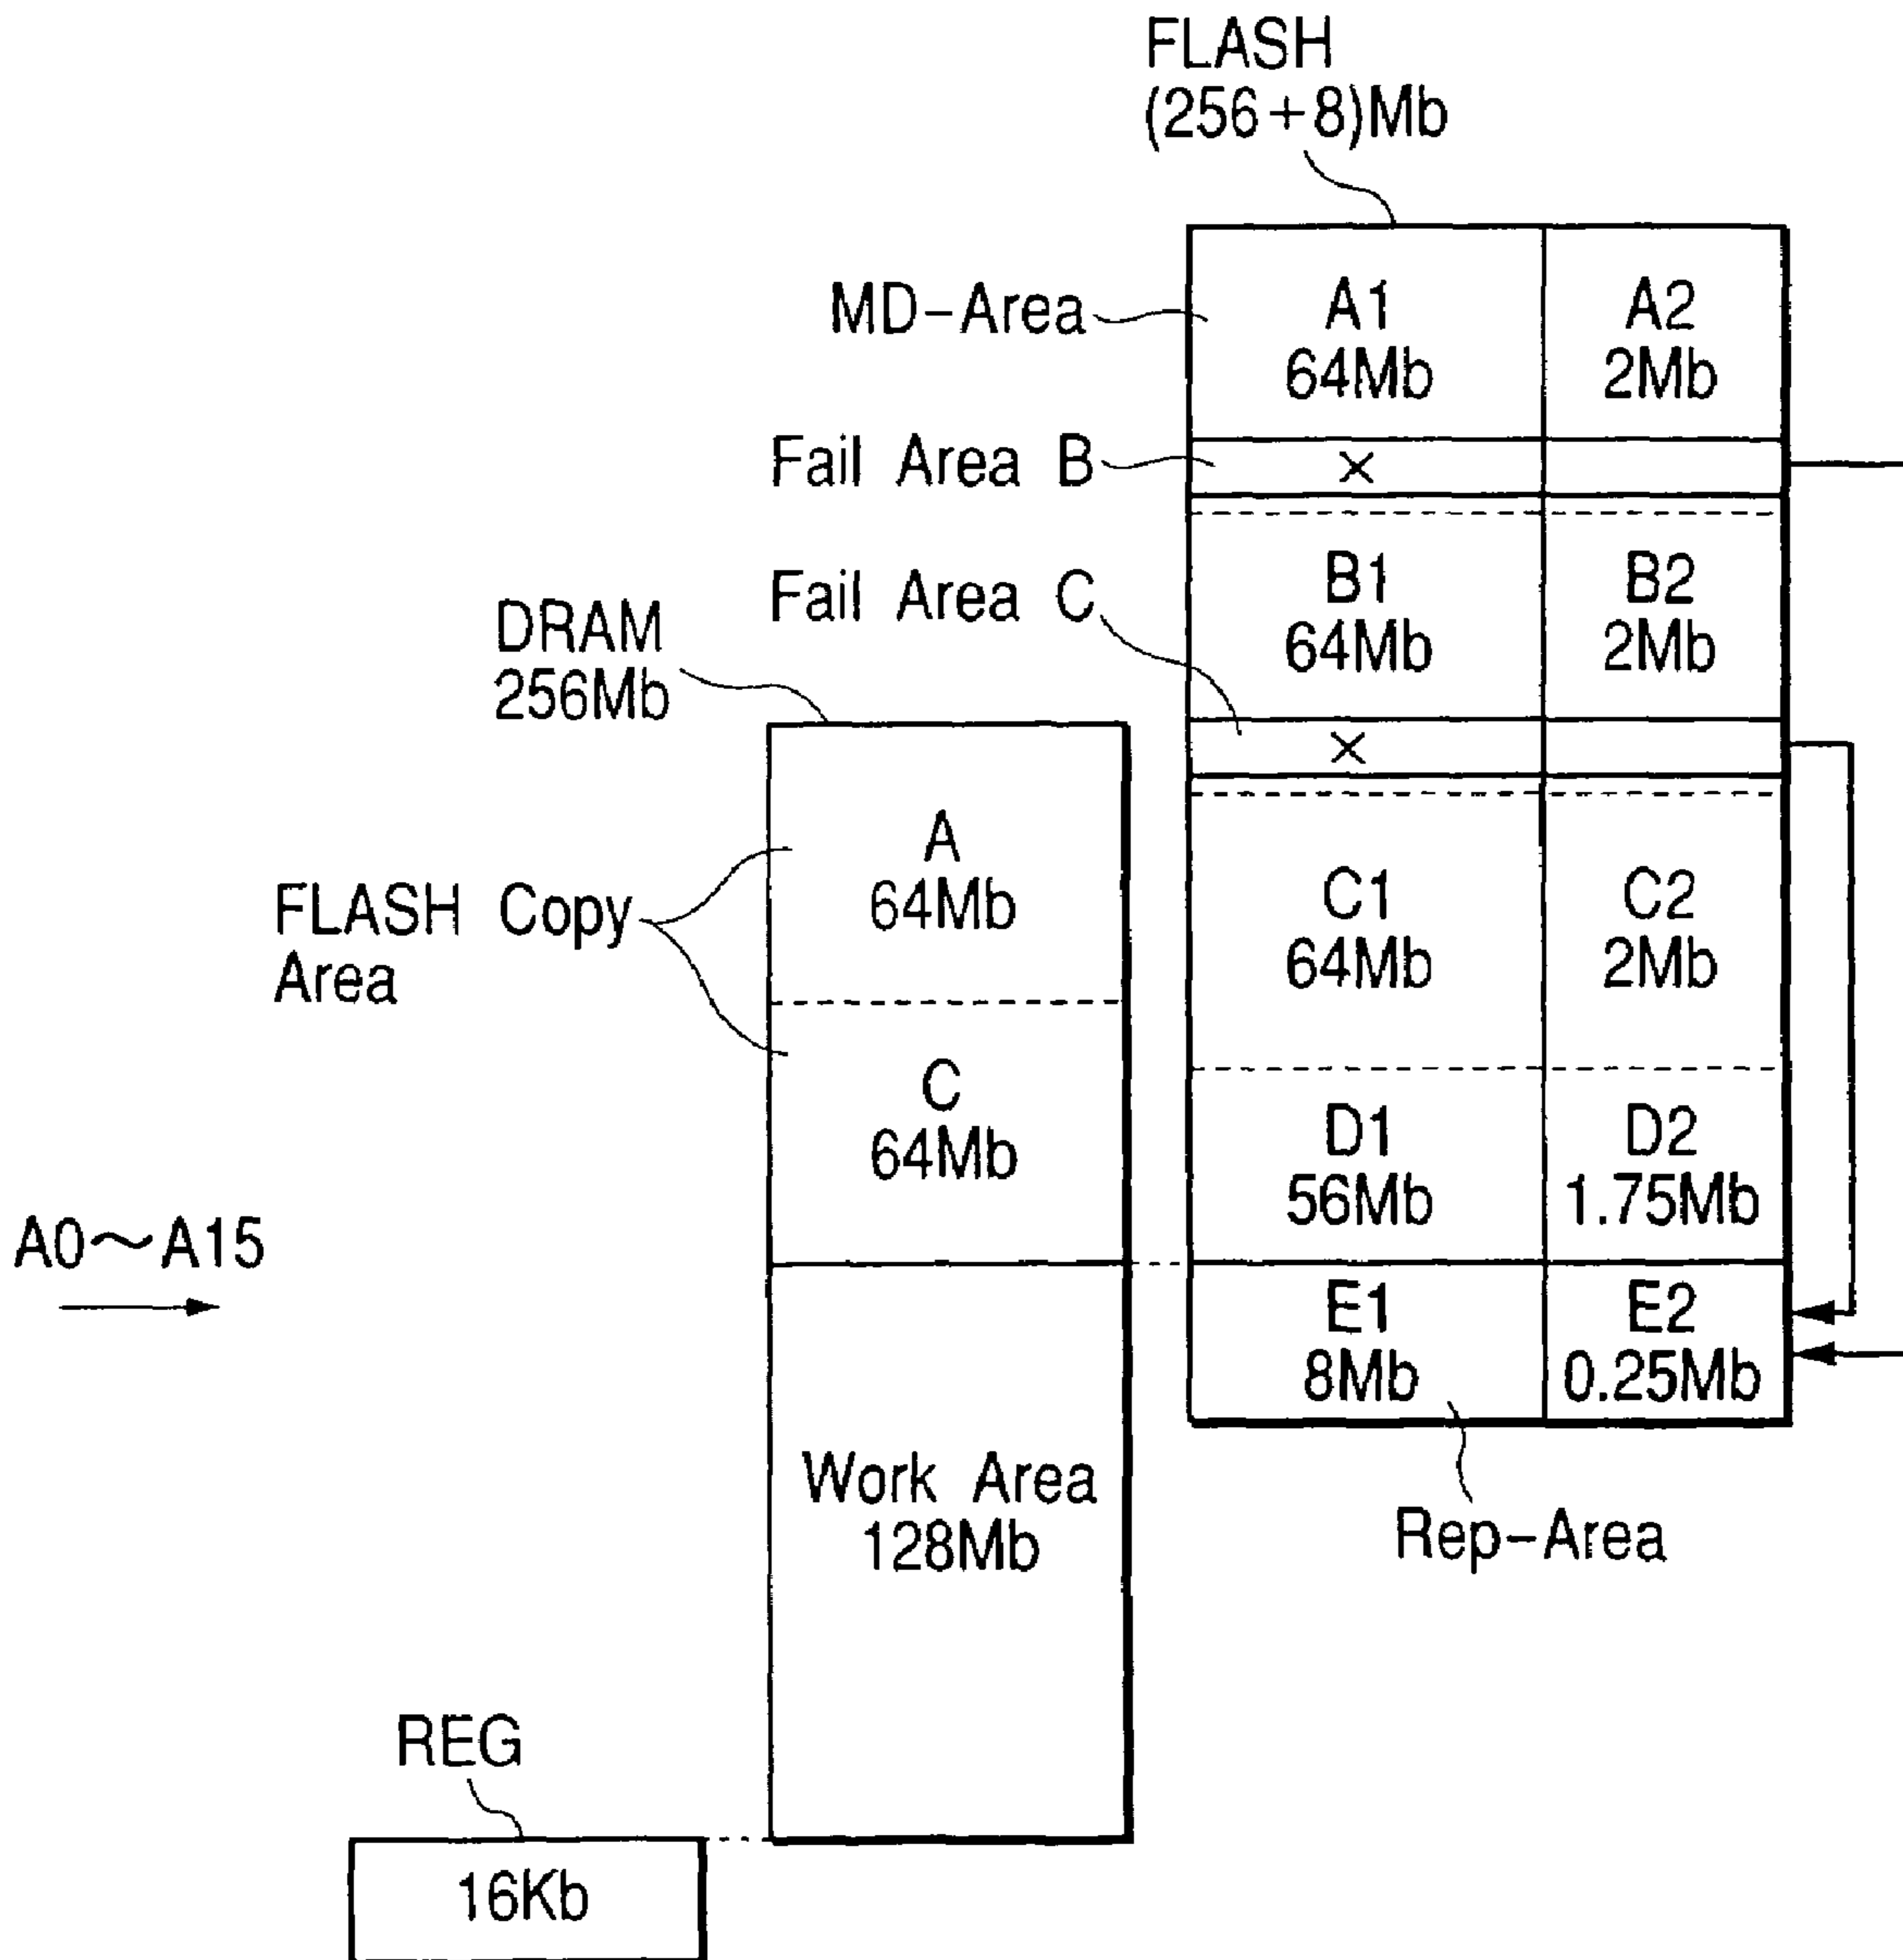 FLASH
(256+8)Mb
MD-Area
A1
64Mb
A2
2Mb
Fail Area B
×
Fail Area C
B1
64Mb
B2
2Mb
×
DRAM
256Mb
A
64Mb
C1
64Mb
C2
2Mb
FLASH Copy
Area
C
64Mb
D1
56Mb
D2
1.75Mb
A0～A15
E1
8Mb
E2
0.25Mb
Work Area
128Mb
Rep-Area
REG
16Kb